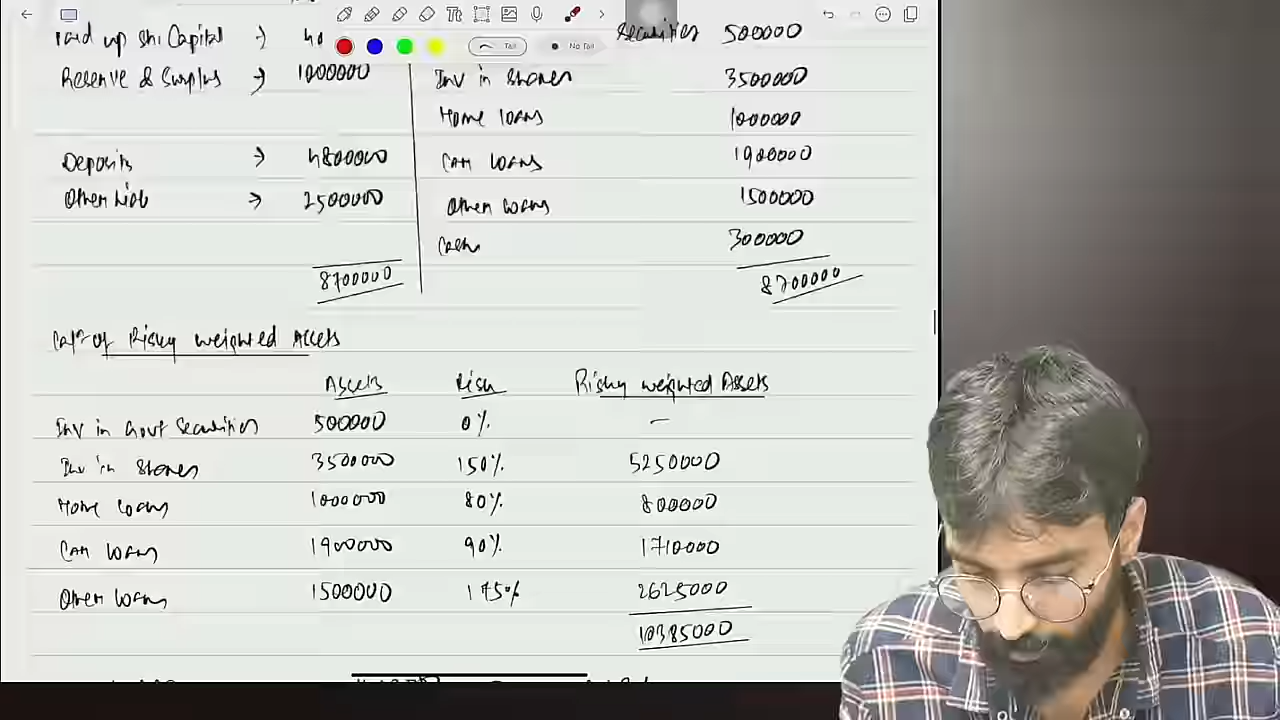 Paid up sh. Capital → 40 Securities 500000
Reserve & Surplus → 1000000 Inv in shares 3500000
Home loans 1000000
Deposits → 4800000 Car loans 1900000
Other liab → 2500000 Other loans 1500000
Cash 300000
8700000 8700000
Risky weighted Assets
Assets Risk Risky weighted Assets
Inv in Govt Securities 500000 0% —
Inv in Shares 3500000 150% 5250000
Home loans 1000000 80% 800000
Car loans 1900000 90% 1710000
Other loans 1500000 175% 2625000
10385000